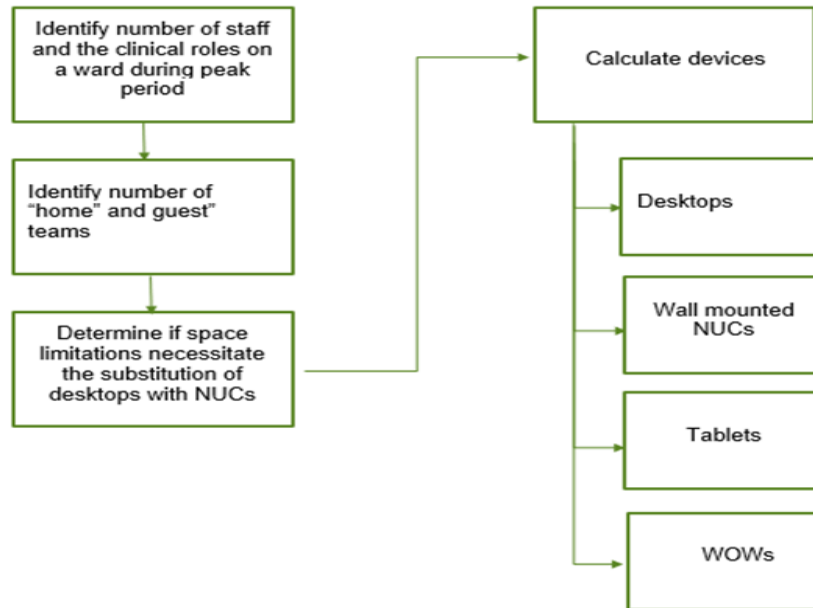 Identify number of staff
and the clinical roles on
a ward during peak
period
Identify number of
“home” and guest”
teams
Determine if space
limitations necessitate
the substitution of
desktops with NUCs
Calculate devices
Desktops
Wall mounted
NUCs
Tablets
WOWs